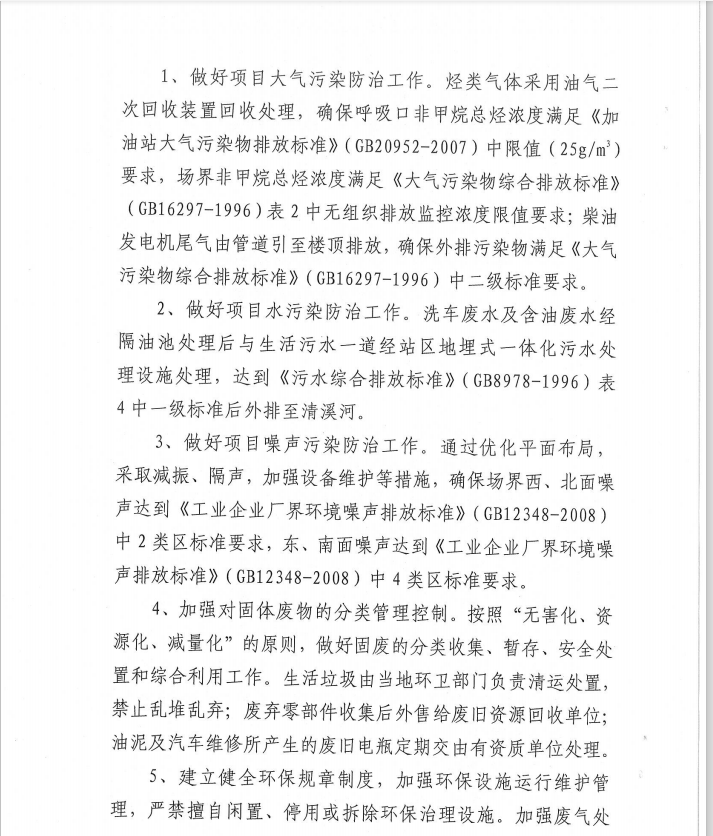 1、做好项目大气污染防治工作。烃类气体采用油气二
次回收装置回收处理，确保呼吸口非甲烷总烃浓度满足《加
油站大气污染物排放标准》（GB20952-2007）中限值（25g/m³）
要求，场界非甲烷总烃浓度满足《大气污染物综合排放标准》
（GB16297-1996）表 2 中无组织排放监控浓度限值要求；柴油
发电机尾气由管道引至楼顶排放，确保外排污染物满足《大气
污染物综合排放标准》（GB16297-1996）中二级标准要求。
2、做好项目水污染防治工作。洗车废水及含油废水经
隔油池处理后与生活污水一道经站区地埋式一体化污水处
理设施处理，达到《污水综合排放标准》（GB8978-1996）表
4 中一级标准后外排至清溪河。
3、做好项目噪声污染防治工作。通过优化平面布局，
采取减振、隔声，加强设备维护等措施，确保场界西、北面噪
声达到《工业企业厂界环境噪声排放标准》（GB12348-2008）
中 2 类区标准要求，东、南面噪声达到《工业企业厂界环境噪
声排放标准》（GB12348-2008）中 4 类区标准要求。
4、加强对固体废物的分类管理控制。按照“无害化、资
源化、减量化”的原则，做好固废的分类收集、暂存、安全处
置和综合利用工作。生活垃圾由当地环卫部门负责清运处置，
禁止乱堆乱弃；废弃零部件收集后外售给废旧资源回收单位；
油泥及汽车维修所产生的废旧电瓶定期交由有资质单位处理。
5、建立健全环保规章制度，加强环保设施运行维护管
理，严禁擅自闲置、停用或拆除环保治理设施。加强废气处